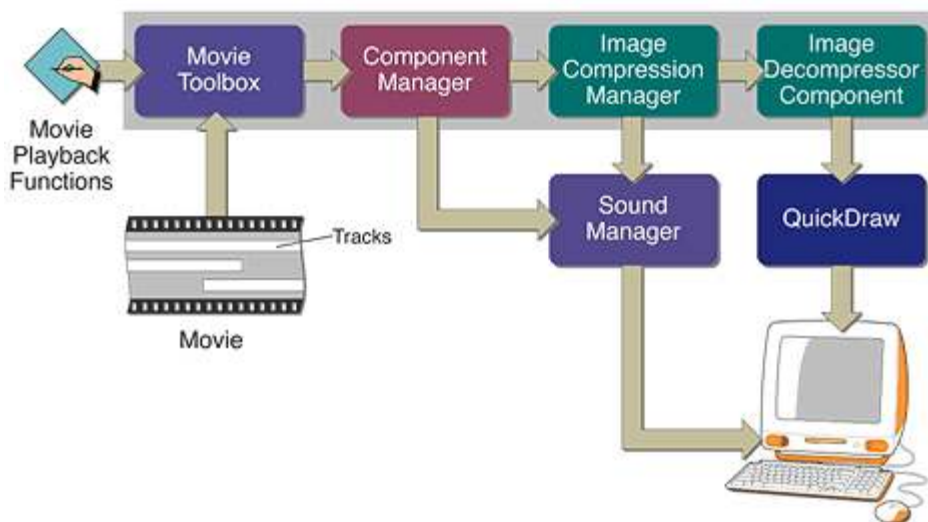 Movie
Toolbox
Component
Manager
Image
Compression
Manager
Image
Decompressor
Component
Movie
Playback
Functions
Sound
Manager
QuickDraw
Tracks
Movie